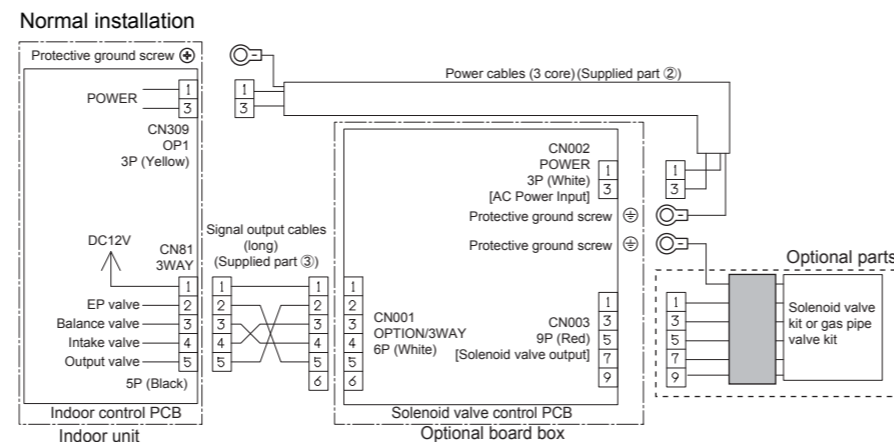 Normal installation
Protective ground screw
POWER
1
3
CN309
OP1
3P (Yellow)
1
3
Power cables (3 core) (Supplied part ②)
CN002
POWER
3P (White)
[AC Power Input]
1
3
1
3
Protective ground screw
Protective ground screw
DC12V
CN81
3WAY
Signal output cables
(long)
(Supplied part ③)
EP valve
Balance valve
Intake valve
Output valve
1
2
3
4
5
5P (Black)
1
2
3
4
5
1
2
3
4
5
6
1
2
3
4
5
6
CN001
OPTION/3WAY
6P (White)
CN003
9P (Red)
[Solenoid valve output]
1
3
5
7
9
Optional parts
1
3
5
7
9
Solenoid valve
kit or gas pipe
valve kit
Indoor control PCB
Indoor unit
Solenoid valve control PCB
Optional board box